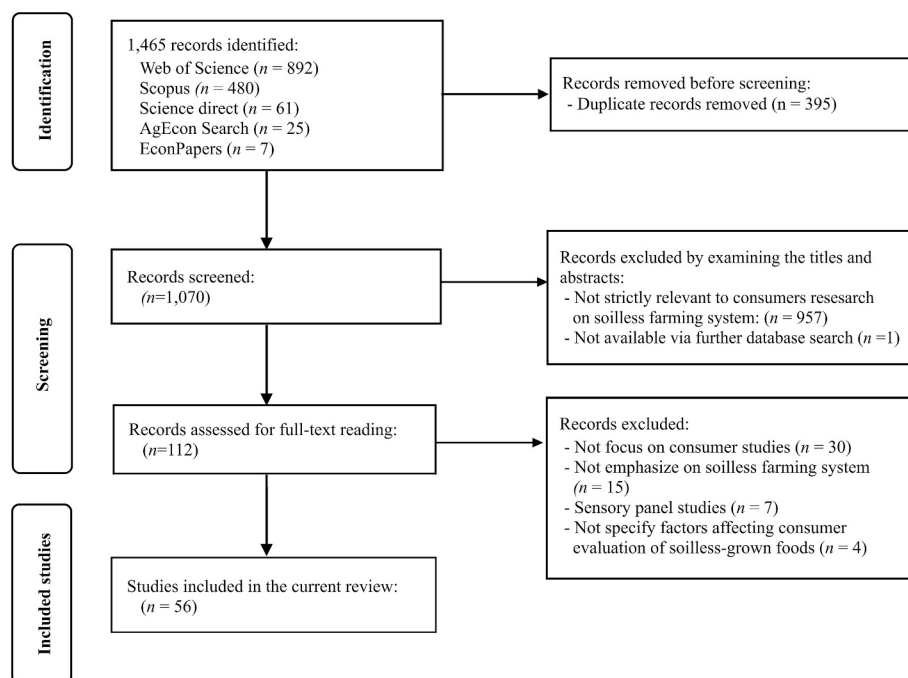 Identification
1,465 records identified:
Web of Science (n = 892)
Scopus (n = 480)
Science direct (n = 61)
AgEcon Search (n = 25)
EconPapers (n = 7)
Records removed before screening:
- Duplicate records removed (n = 395)
Screening
Records screened:
(n=1,070)
Records excluded by examining the titles and
abstracts:
- Not strictly relevant to consumers research
on soilless farming system: (n = 957)
- Not available via further database search (n =1)
Records assessed for full-text reading:
(n=112)
Records excluded:
- Not focus on consumer studies (n = 30)
- Not emphasize on soilless farming system
(n = 15)
- Sensory panel studies (n = 7)
- Not specify factors affecting consumer
evaluation of soilless-grown foods (n = 4)
Included studies
Studies included in the current review:
(n = 56)